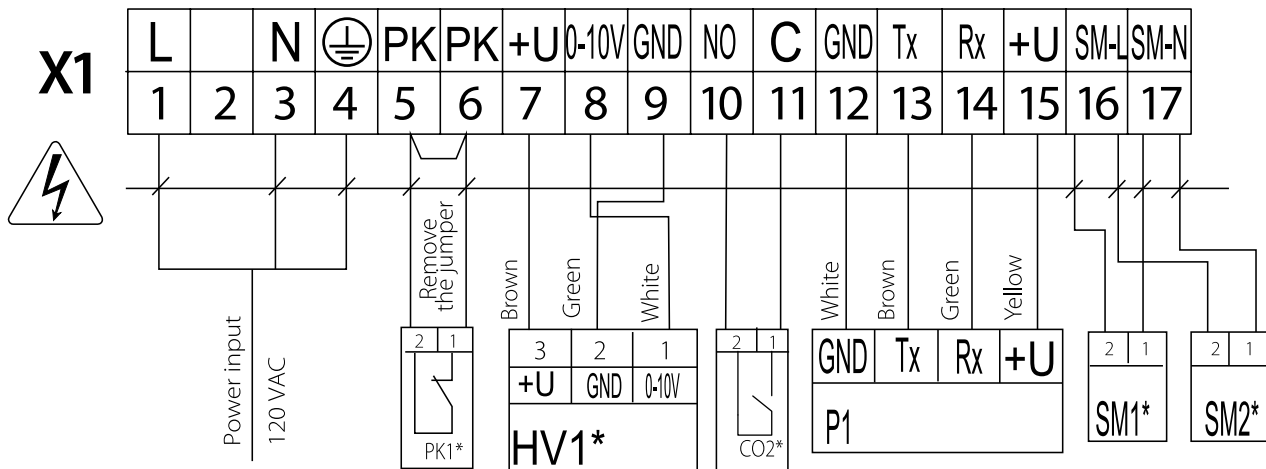 X1
L N PK PK +U 0-10V GND NO C GND Tx Rx +U SM-L SM-N
1 2 3 4 5 6 7 8 9 10 11 12 13 14 15 16 17
Power input
120 VAC
Remove
the jumper
Brown
Green
White
White
Brown
Green
Yellow
2 1
PK1*
3 2 1
+U GND 0-10V
HV1*
2 1
CO2*
GND Tx Rx +U
P1
2 1
SM1*
2 1
SM2*